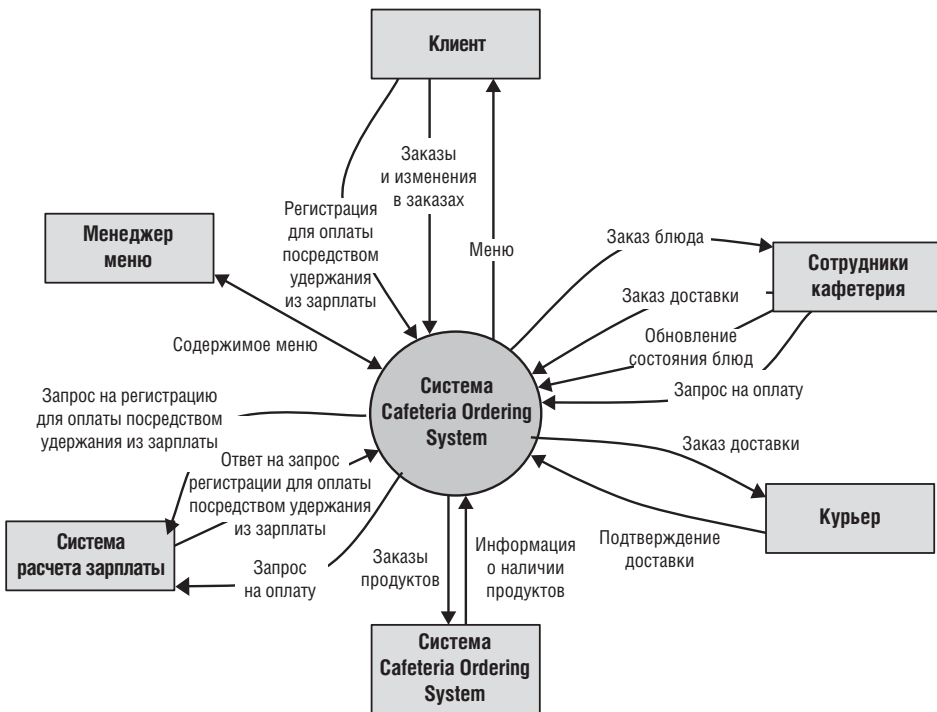 Клиент
Заказы
и изменения
в заказах
Регистрация
для оплаты
посредством
удержания
из зарплаты
Меню
Менеджер
меню
Содержимое меню
Заказ блюда
Сотрудники
кафетерия
Заказ доставки
Обновление
состояния блюд
Запрос на оплату
Система
Cafeteria Ordering
System
Запрос на регистрацию
для оплаты посредством
удержания из зарплаты
Ответ на запрос
регистрации для оплаты
посредством удержания
из зарплаты
Заказ доставки
Курьер
Подтверждение
доставки
Система
расчета зарплаты
Запрос
на оплату
Заказы
продуктов
Информация
о наличии
продуктов
Система
Cafeteria Ordering
System